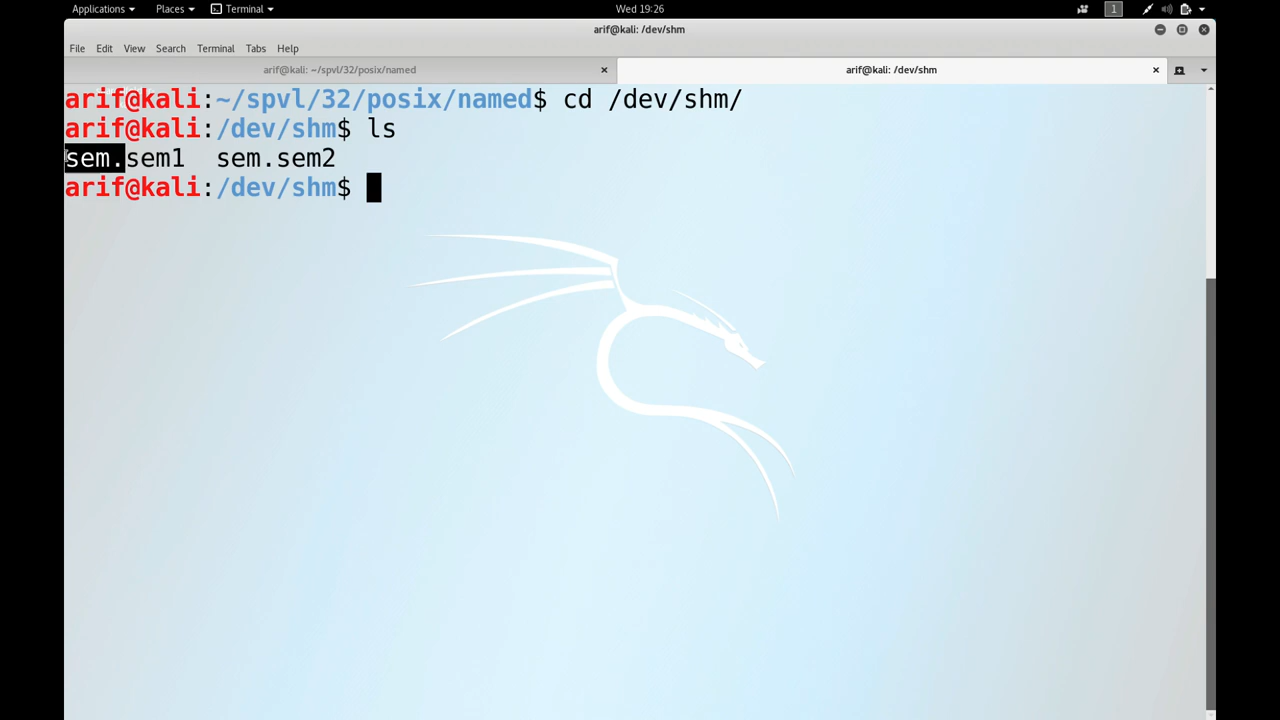 Applications Places Terminal Wed 19:26 1
arif@kali: /dev/shm
File Edit View Search Terminal Tabs Help
arif@kali: ~/spvl/32/posix/named arif@kali: /dev/shm
arif@kali:~/spvl/32/posix/named$ cd /dev/shm/
arif@kali:/dev/shm$ ls
sem.sem1 sem.sem2
arif@kali:/dev/shm$